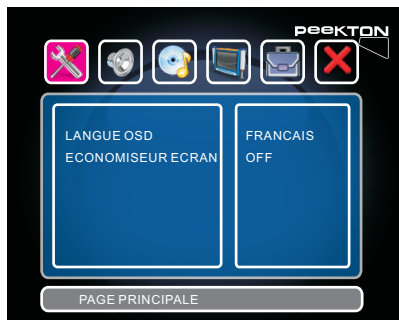 PEEKTON
LANGUE OSD FRANCAIS
ECONOMISEUR ECRAN OFF
PAGE PRINCIPALE